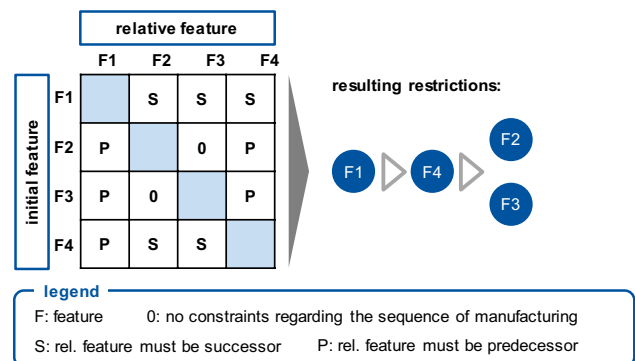 relative feature
F1 F2 F3 F4
resulting restrictions:
initial feature
F1 S S S
F2 P 0 P
F3 P 0 P
F4 P S S
F1 F4 F2 F3
legend
F: feature 0: no constraints regarding the sequence of manufacturing
S: rel. feature must be successor P: rel. feature must be predecessor